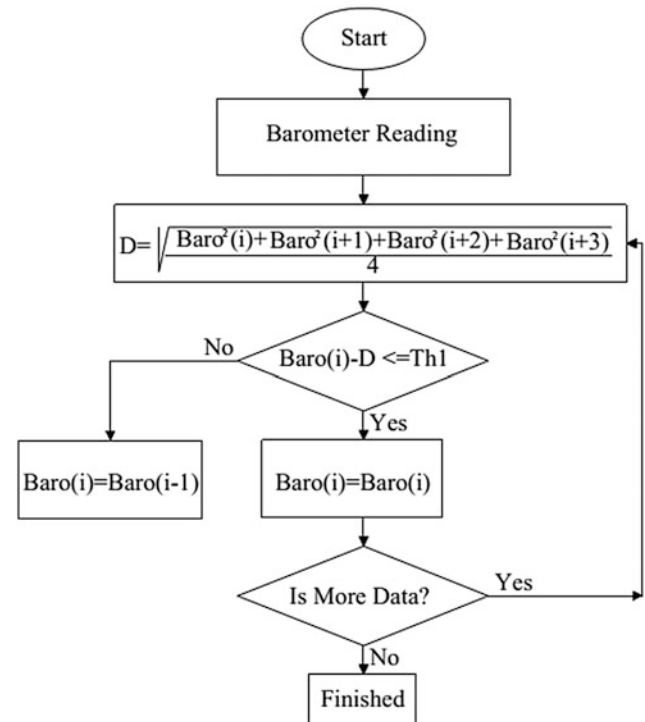 Start
Barometer Reading
D= √ Baro²(i)+Baro²(i+1)+Baro²(i+2)+Baro²(i+3)
4
No
Baro(i)-D <=Th1
Yes
Baro(i)=Baro(i-1)
Baro(i)=Baro(i)
Is More Data?
Yes
No
Finished